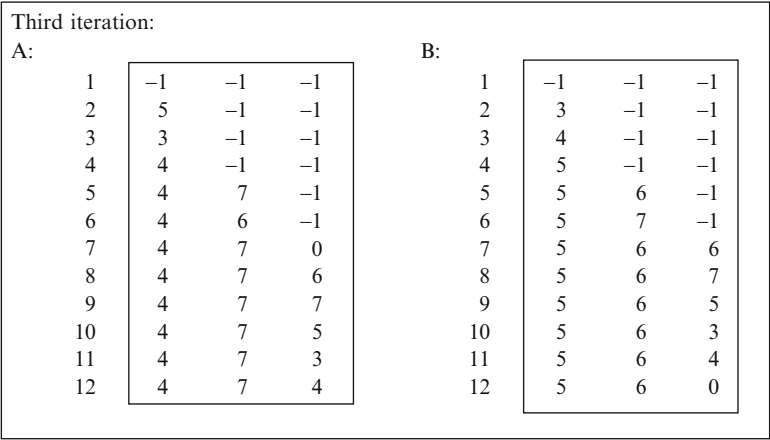 Third iteration:
A: B:
1 –1 –1 –1 1 –1 –1 –1
2 5 –1 –1 2 3 –1 –1
3 3 –1 –1 3 4 –1 –1
4 4 –1 –1 4 5 –1 –1
5 4 7 –1 5 5 6 –1
6 4 6 –1 6 5 7 –1
7 4 7 0 7 5 6 6
8 4 7 6 8 5 6 7
9 4 7 7 9 5 6 5
10 4 7 5 10 5 6 3
11 4 7 3 11 5 6 4
12 4 7 4 12 5 6 0